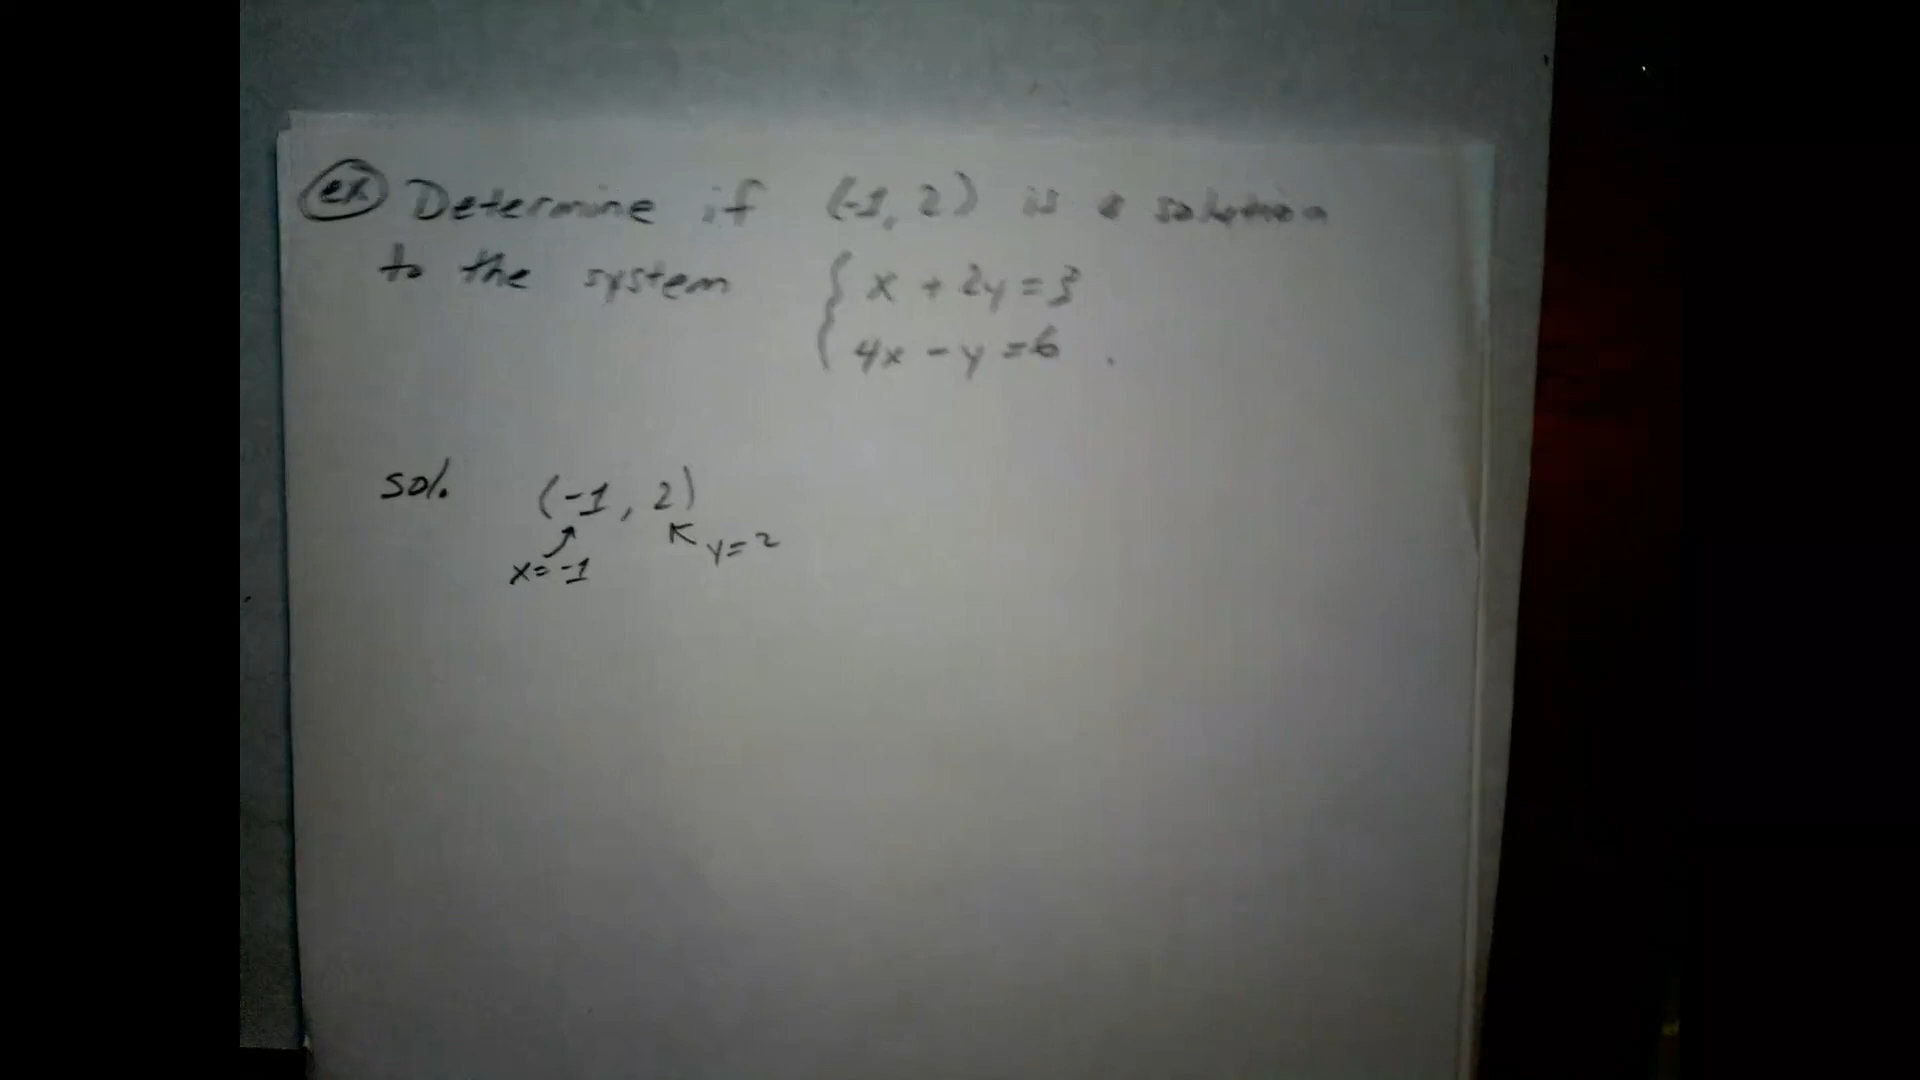 ex Determine if (-1, 2) is a solution
to the system { x + 2y = 3
4x - y = 6 .
sol. (-1, 2)
x = -1 y = 2